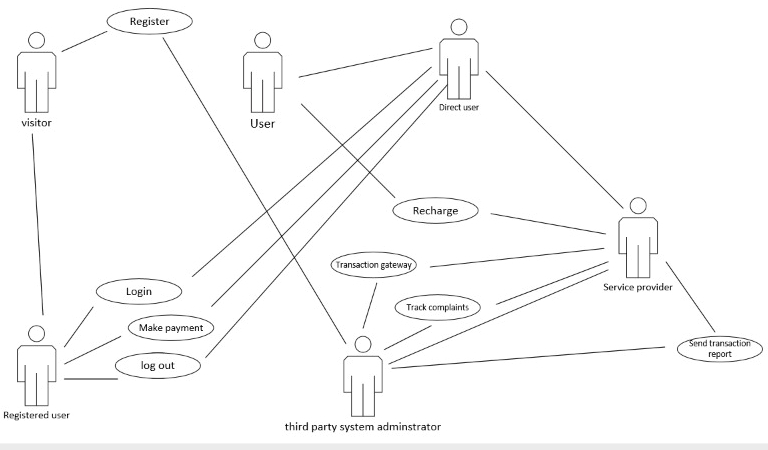 Register
visitor
User
Direct user
Recharge
Transaction gateway
Service provider
Login
Track complaints
Make payment
Send transaction
report
log out
Registered user
third party system adminstrator